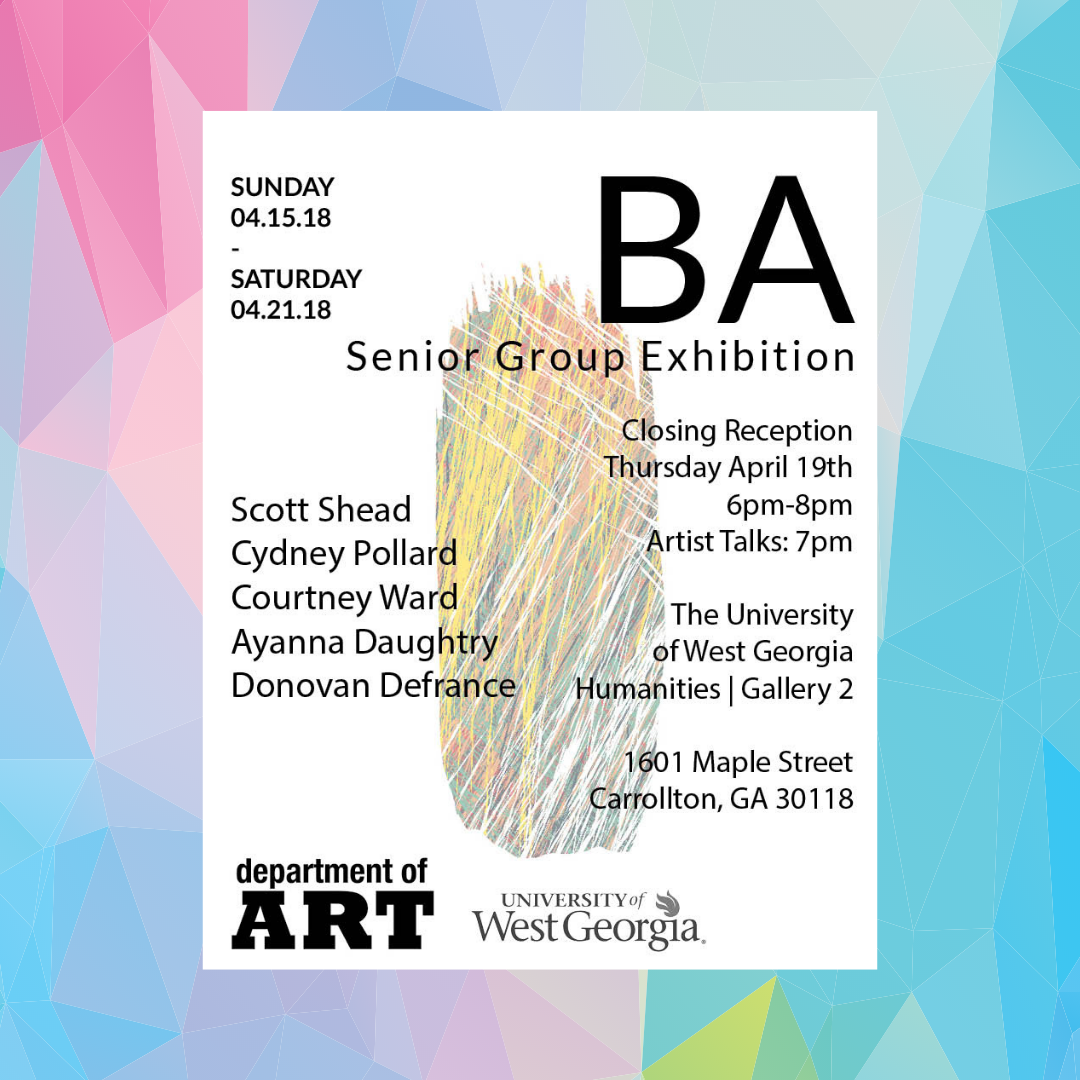 SUNDAY
04.15.18
-
SATURDAY
04.21.18
BA
Senior Group Exhibition
Closing Reception
Thursday April 19th
6pm-8pm
Artist Talks: 7pm
Scott Shead
Cydney Pollard
Courtney Ward
Ayanna Daughtry
Donovan Defrance
The University
of West Georgia
Humanities | Gallery 2
1601 Maple Street
Carrollton, GA 30118
department of
ART
UNIVERSITY of
West Georgia®